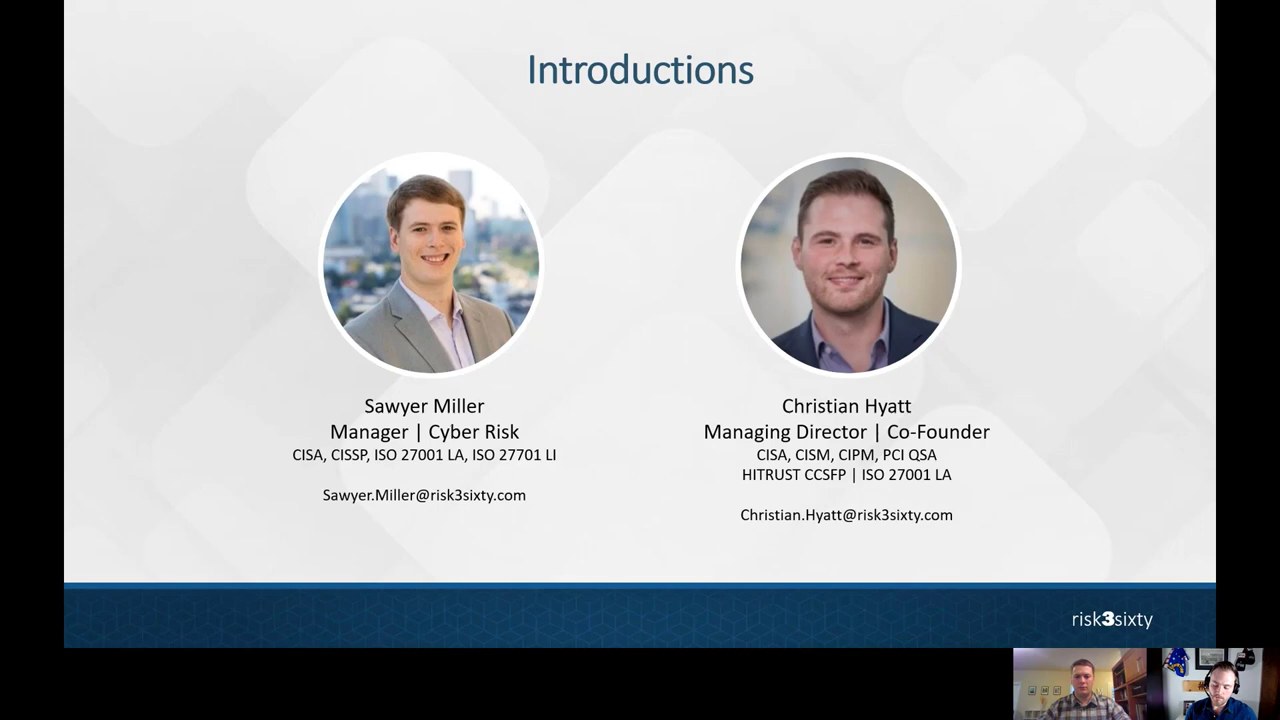 Introductions
Sawyer Miller
Manager | Cyber Risk
CISA, CISSP, ISO 27001 LA, ISO 27701 LI
Sawyer.Miller@risk3sixty.com
Christian Hyatt
Managing Director | Co-Founder
CISA, CISM, CIPM, PCI QSA
HITRUST CCSFP | ISO 27001 LA
Christian.Hyatt@risk3sixty.com
risk3sixty